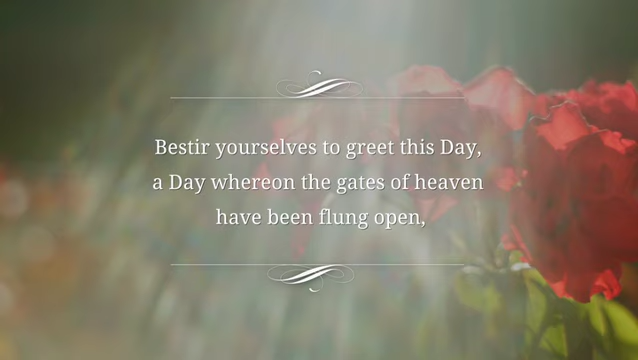 Bestir yourselves to greet this Day,
a Day whereon the gates of heaven
have been flung open,